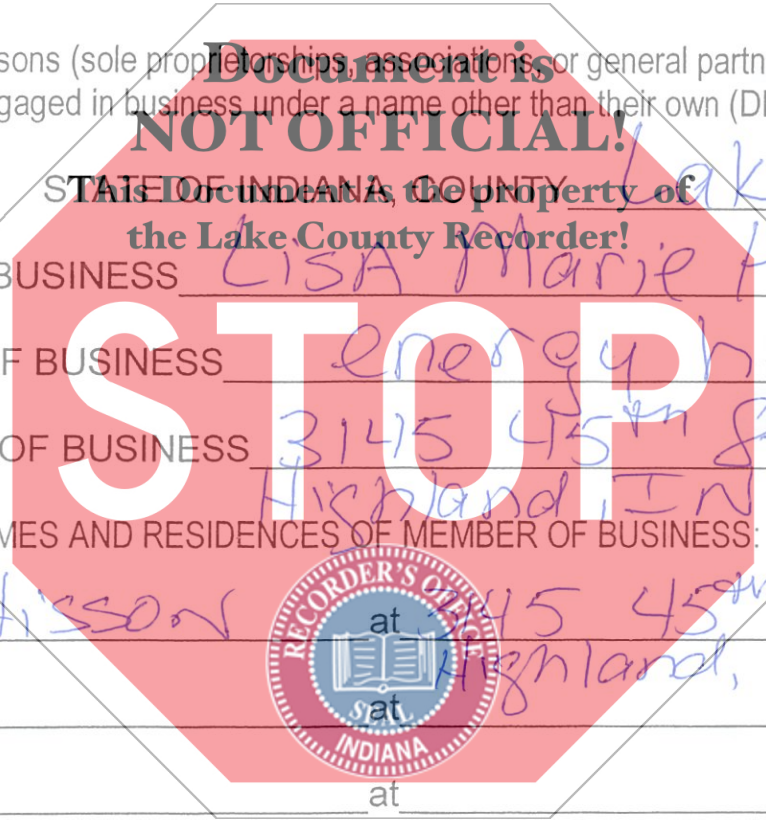 Document is
sons (sole proprietorships, associations, or general partn
gaged in business under a name other than their own (D
NOT OFFICIAL!
STATE OF INDIANA, COUNTY Lak
This Document is the property of
the Lake County Recorder!
BUSINESS LisA Marie H
F BUSINESS energy h
STOP
OF BUSINESS 3145 45th S
Highland, IN
MES AND RESIDENCES OF MEMBER OF BUSINESS:
RECORDER'S OFFICE
Hisson at 3145 45th
Highland,
at
SEAL
INDIANA
at